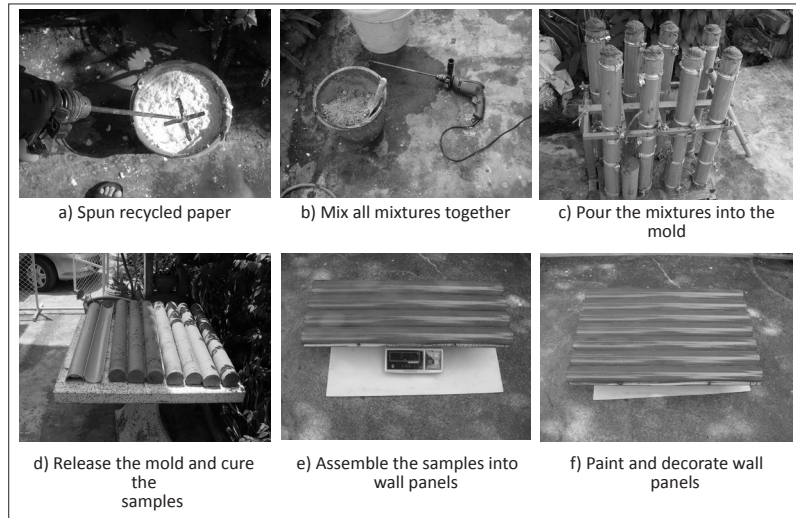 a) Spun recycled paper
b) Mix all mixtures together
c) Pour the mixtures into the
mold
d) Release the mold and cure
the
samples
e) Assemble the samples into
wall panels
f) Paint and decorate wall
panels